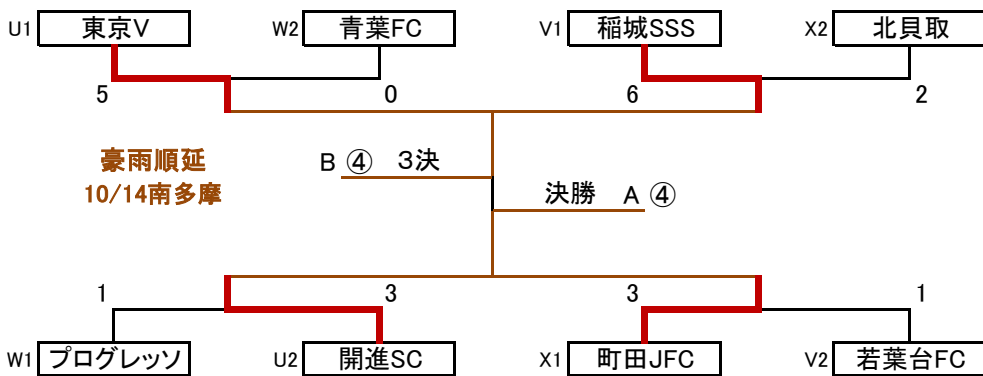 U1 東京V W2 青葉FC V1 稲城SSS X2 北貝取
5 0 6 2
豪雨順延 B ④ 3決
10/14南多摩 決勝 A ④
1 3 3 1
W1 プログレッソ U2 開進SC X1 町田JFC V2 若葉台FC